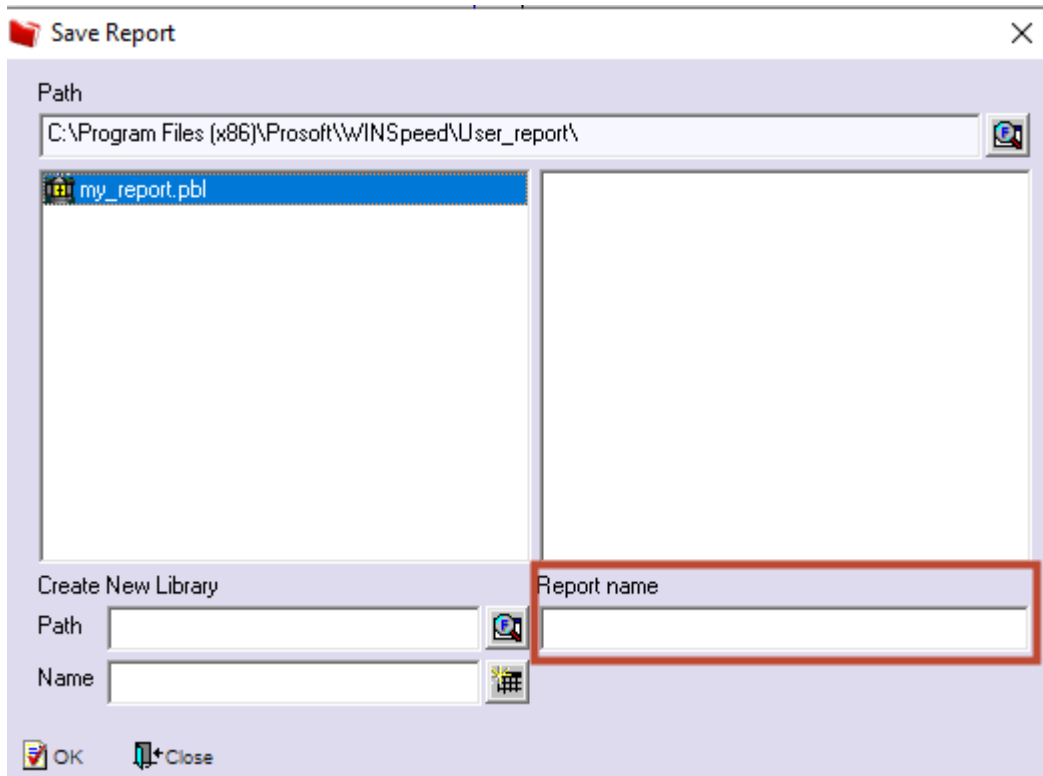 Save Report
Path
C:\Program Files (x86)\Prosoft\WINSpeed\User_report\
my_report.pbl
Create New Library
Report name
Path
Name
OK
Close